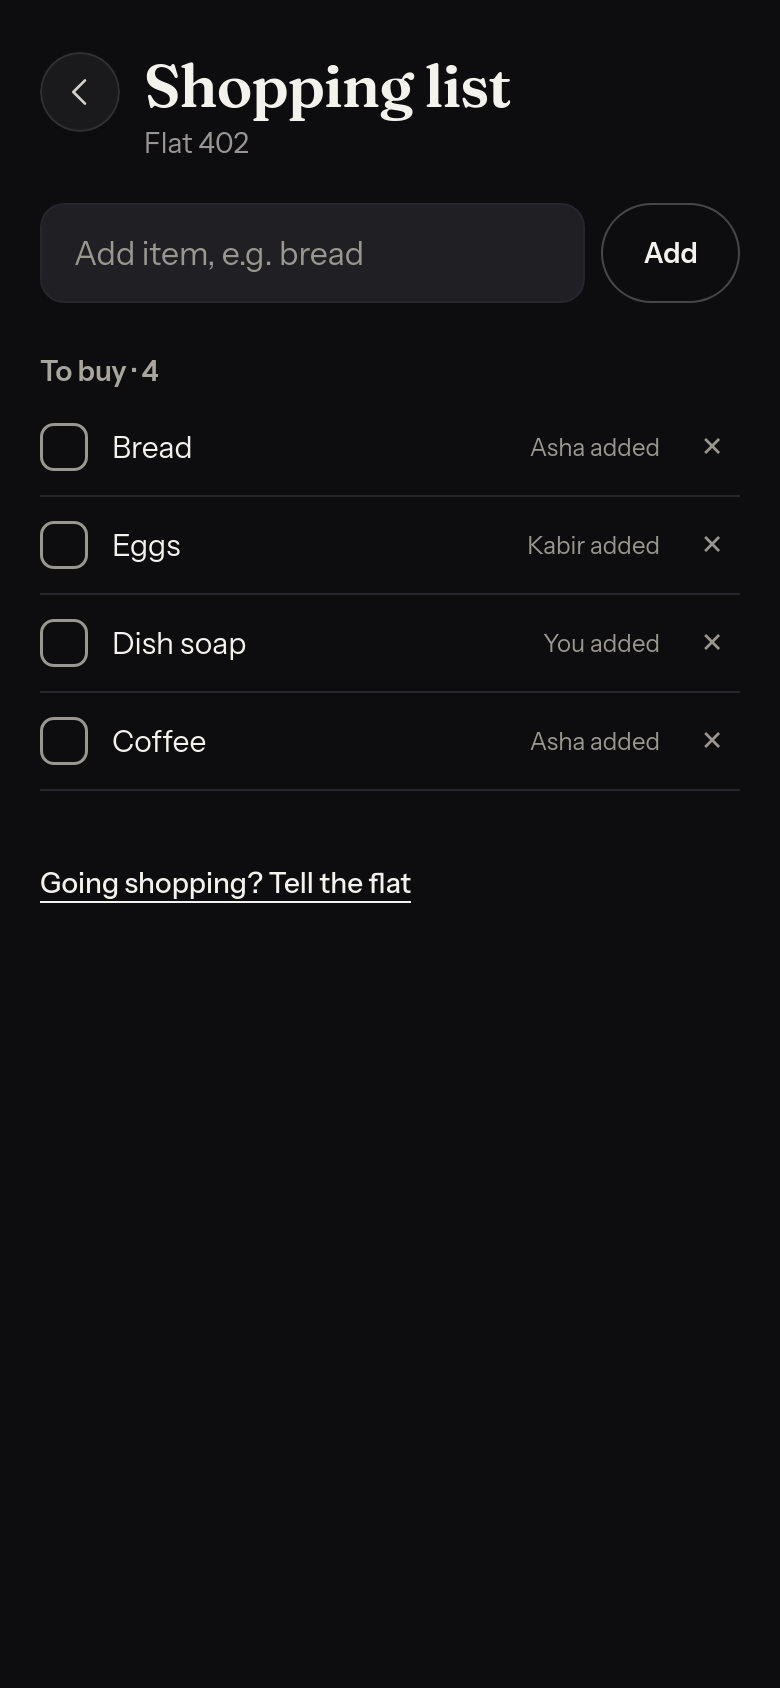 Shopping list
Flat 402
Add item, e.g. bread
Add
To buy · 4
Bread Asha added ✕
Eggs Kabir added ✕
Dish soap You added ✕
Coffee Asha added ✕
Going shopping? Tell the flat